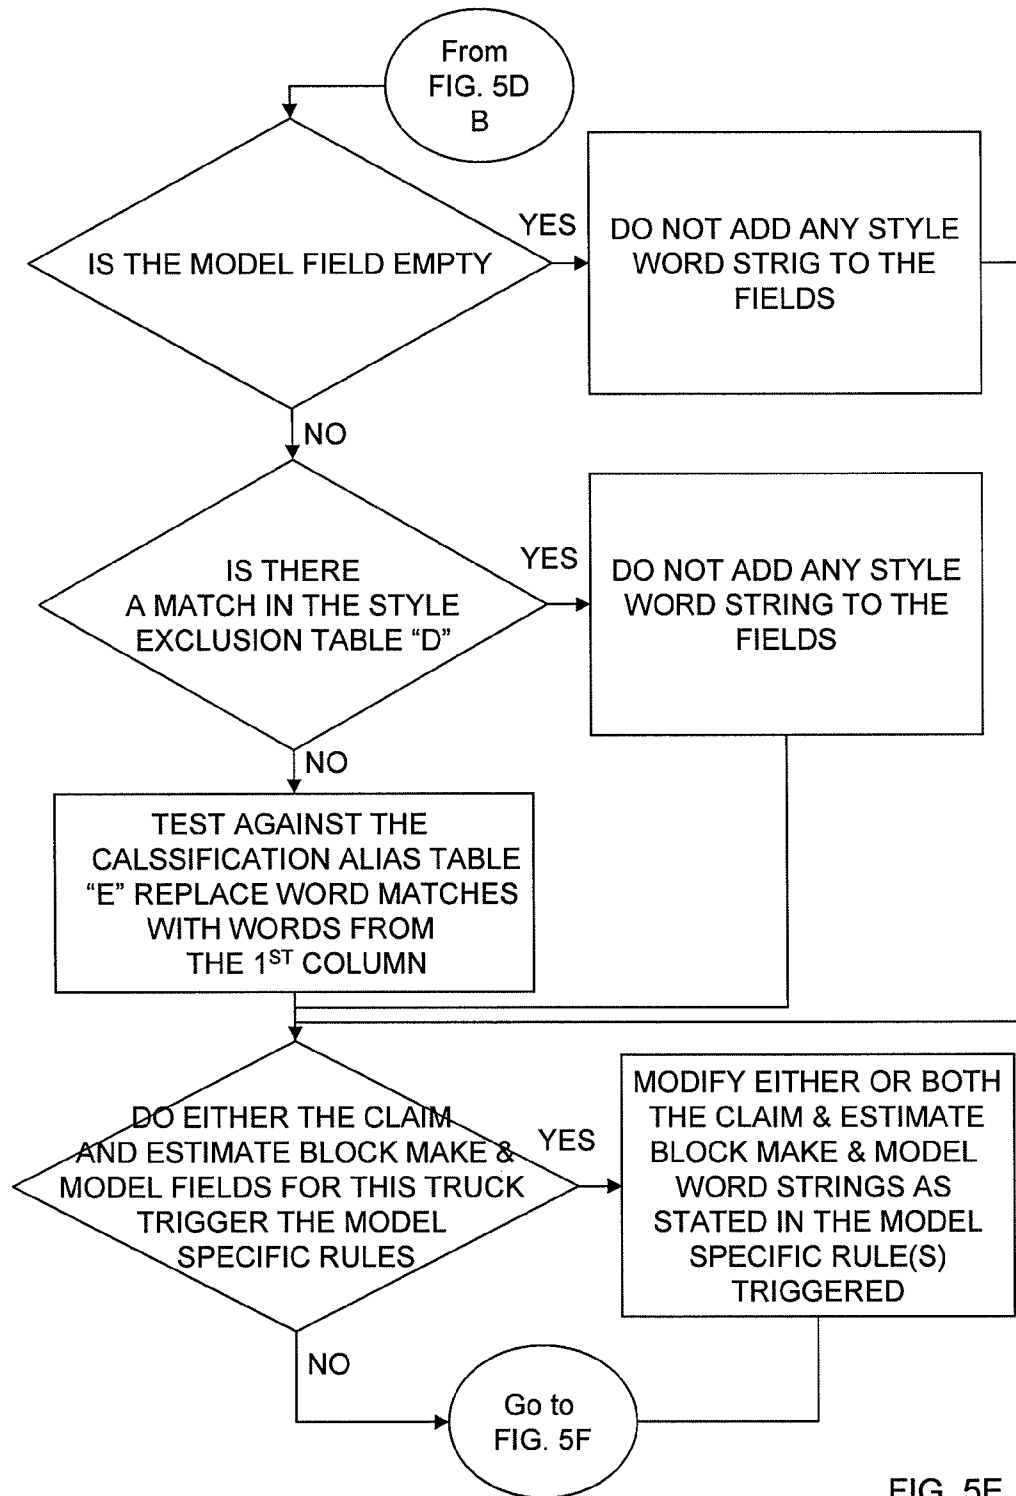 From
FIG. 5D
B
IS THE MODEL FIELD EMPTY
YES
DO NOT ADD ANY STYLE
WORD STRIG TO THE
FIELDS
NO
IS THERE
A MATCH IN THE STYLE
EXCLUSION TABLE “D”
YES
DO NOT ADD ANY STYLE
WORD STRING TO THE
FIELDS
NO
TEST AGAINST THE
CALSSIFICATION ALIAS TABLE
“E” REPLACE WORD MATCHES
WITH WORDS FROM
THE 1ST COLUMN
DO EITHER THE CLAIM
AND ESTIMATE BLOCK MAKE &
MODEL FIELDS FOR THIS TRUCK
TRIGGER THE MODEL
SPECIFIC RULES
YES
MODIFY EITHER OR BOTH
THE CLAIM & ESTIMATE
BLOCK MAKE & MODEL
WORD STRINGS AS
STATED IN THE MODEL
SPECIFIC RULE(S)
TRIGGERED
NO
Go to
FIG. 5F
FIG. 5E